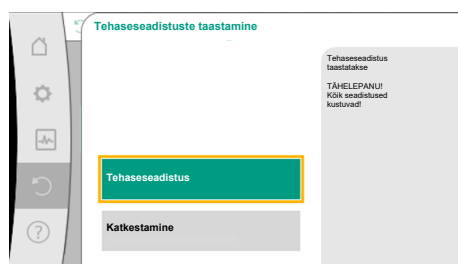 Tehaseseadistuste taastamine
Tehaseseadistus
taastatakse
TÄHELEPANU!
Kõik seadistused
kustuvad!
Tehaseseadistus
Katkestamine
?